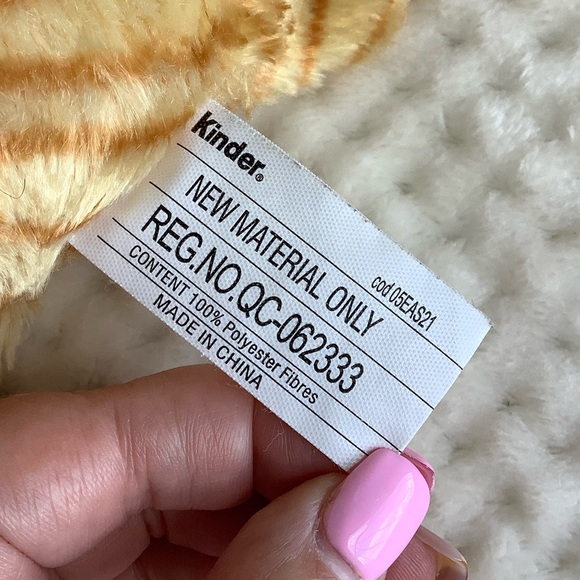 Kinder®
cod 05EAS21
NEW MATERIAL ONLY
REG.NO.QC-062333
CONTENT 100% Polyester Fibres
MADE IN CHINA